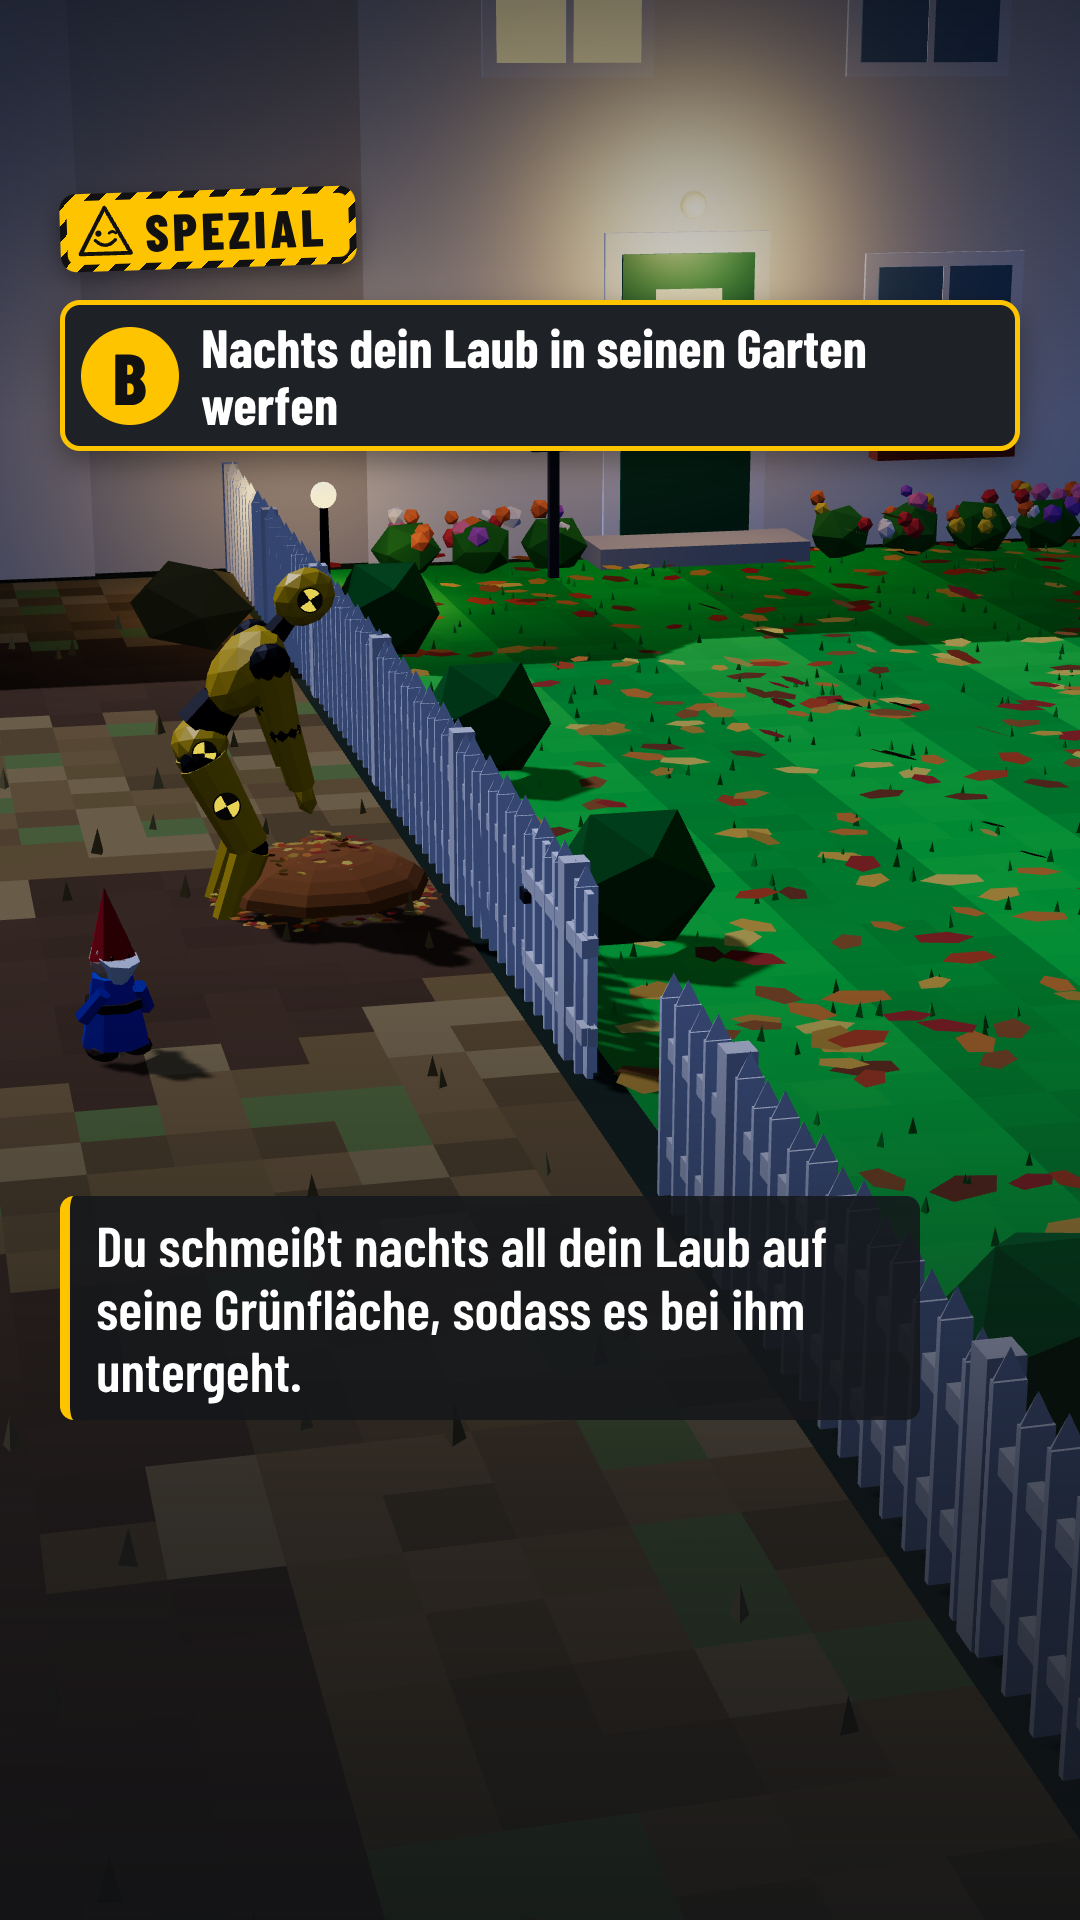 SPEZIAL
B
Nachts dein Laub in seinen Garten
werfen
Du schmeißt nachts all dein Laub auf
seine Grünfläche, sodass es bei ihm
untergeht.